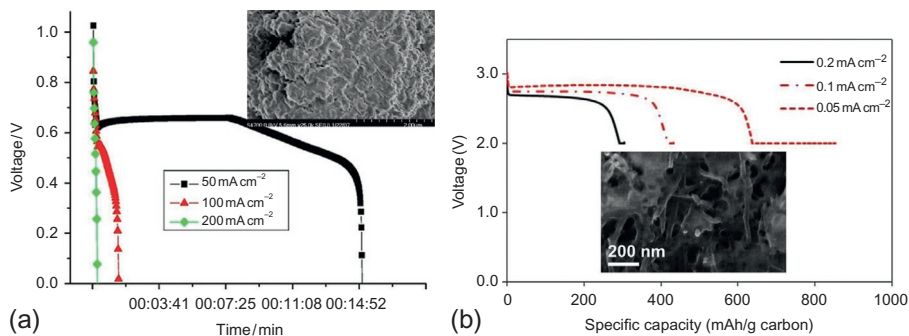 1.0
0.8
0.6
0.4
0.2
0.0
Voltage/V
50 mA cm⁻²
100 mA cm⁻²
200 mA cm⁻²
00:03:41 00:07:25 00:11:08 00:14:52
Time/min
(a)
3.0
2.0
1.0
0.0
Voltage (V)
0.2 mA cm⁻²
0.1 mA cm⁻²
0.05 mA cm⁻²
200 nm
0 200 400 600 800 1000
Specific capacity (mAh/g carbon)
(b)